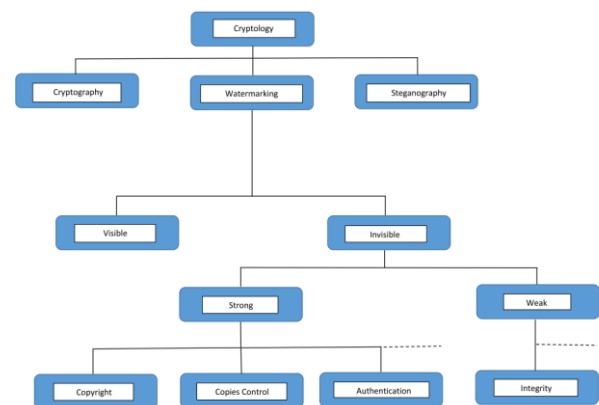 Cryptology
Cryptography
Watermarking
Steganography
Visible
Invisible
Strong
Weak
Copyright
Copies Control
Authentication
Integrity